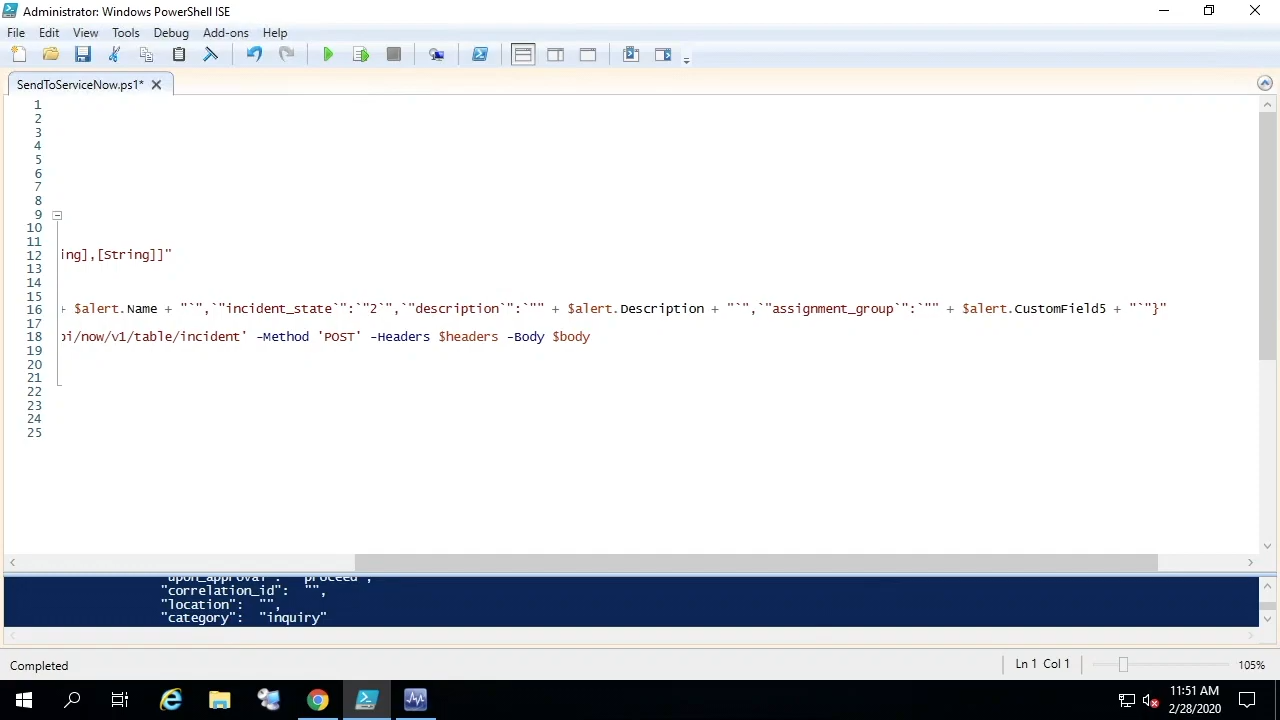 Administrator: Windows PowerShell ISE
File Edit View Tools Debug Add-ons Help
SendToServiceNow.ps1*
1
2
3
4
5
6
7
8
9
10
11
12 ing],[String]]"
13
14
15
16 + $alert.Name + "`",`"incident_state`":`"2`",`"description`":`"" + $alert.Description + "`",`"assignment_group`":`"" + $alert.CustomField5 + "`"}"
17
18 pi/now/v1/table/incident' -Method 'POST' -Headers $headers -Body $body
19
20
21
22
23
24
25
"upon_approval": "proceed",
"correlation_id": "",
"location": "",
"category": "inquiry"
Completed
Ln 1 Col 1
105%
11:51 AM
2/28/2020